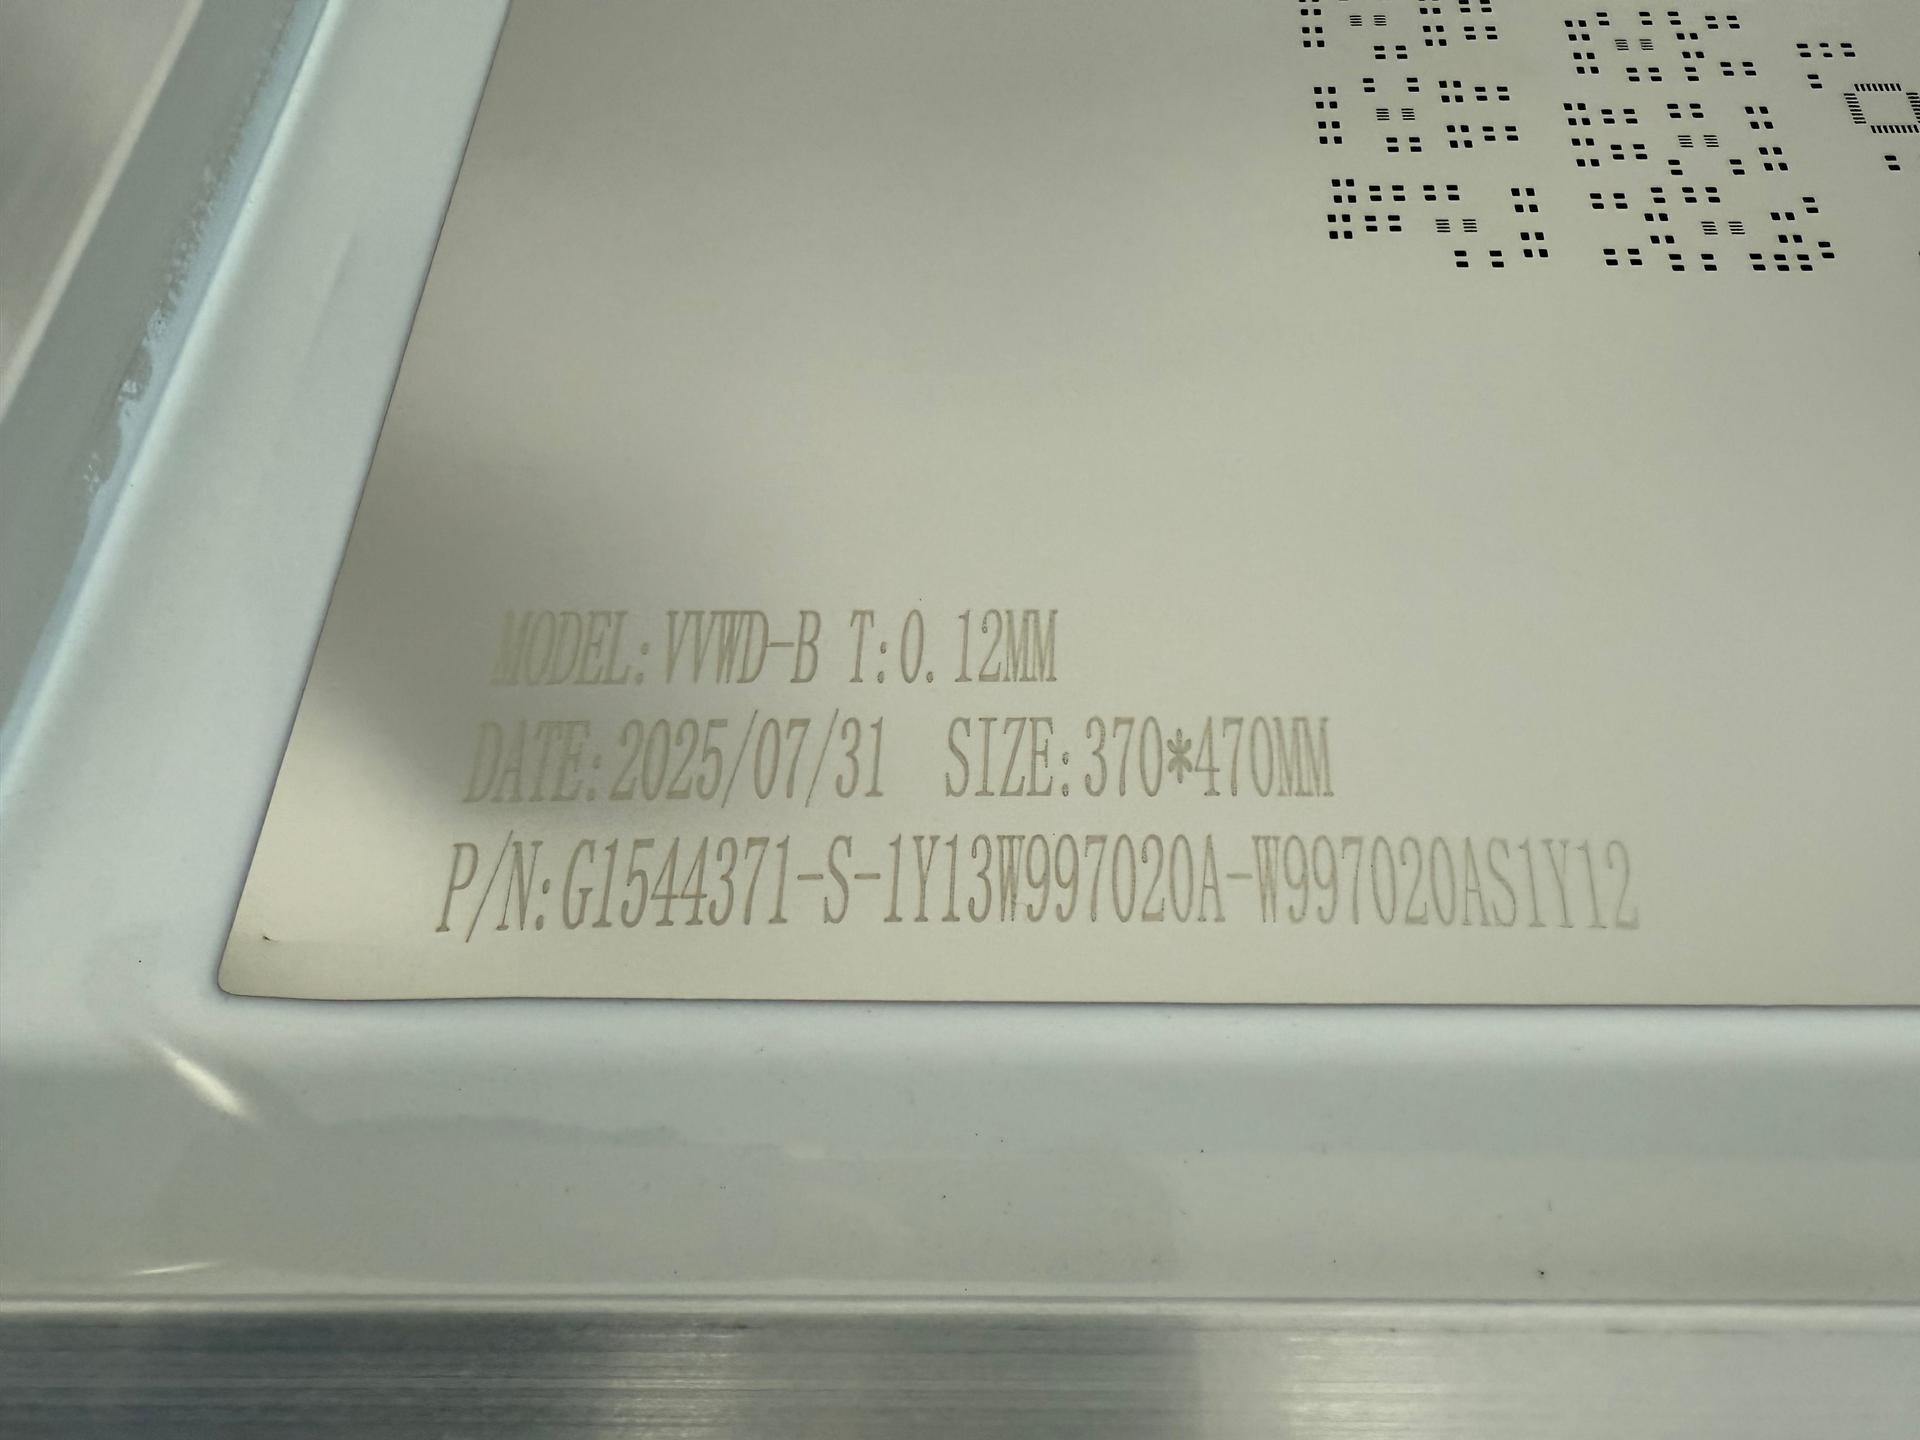 MODEL:VVWD-B T:0.12MM
DATE:2025/07/31 SIZE:370*470MM
P/N:G1544371-S-1Y13W997020A-W997020AS1Y12